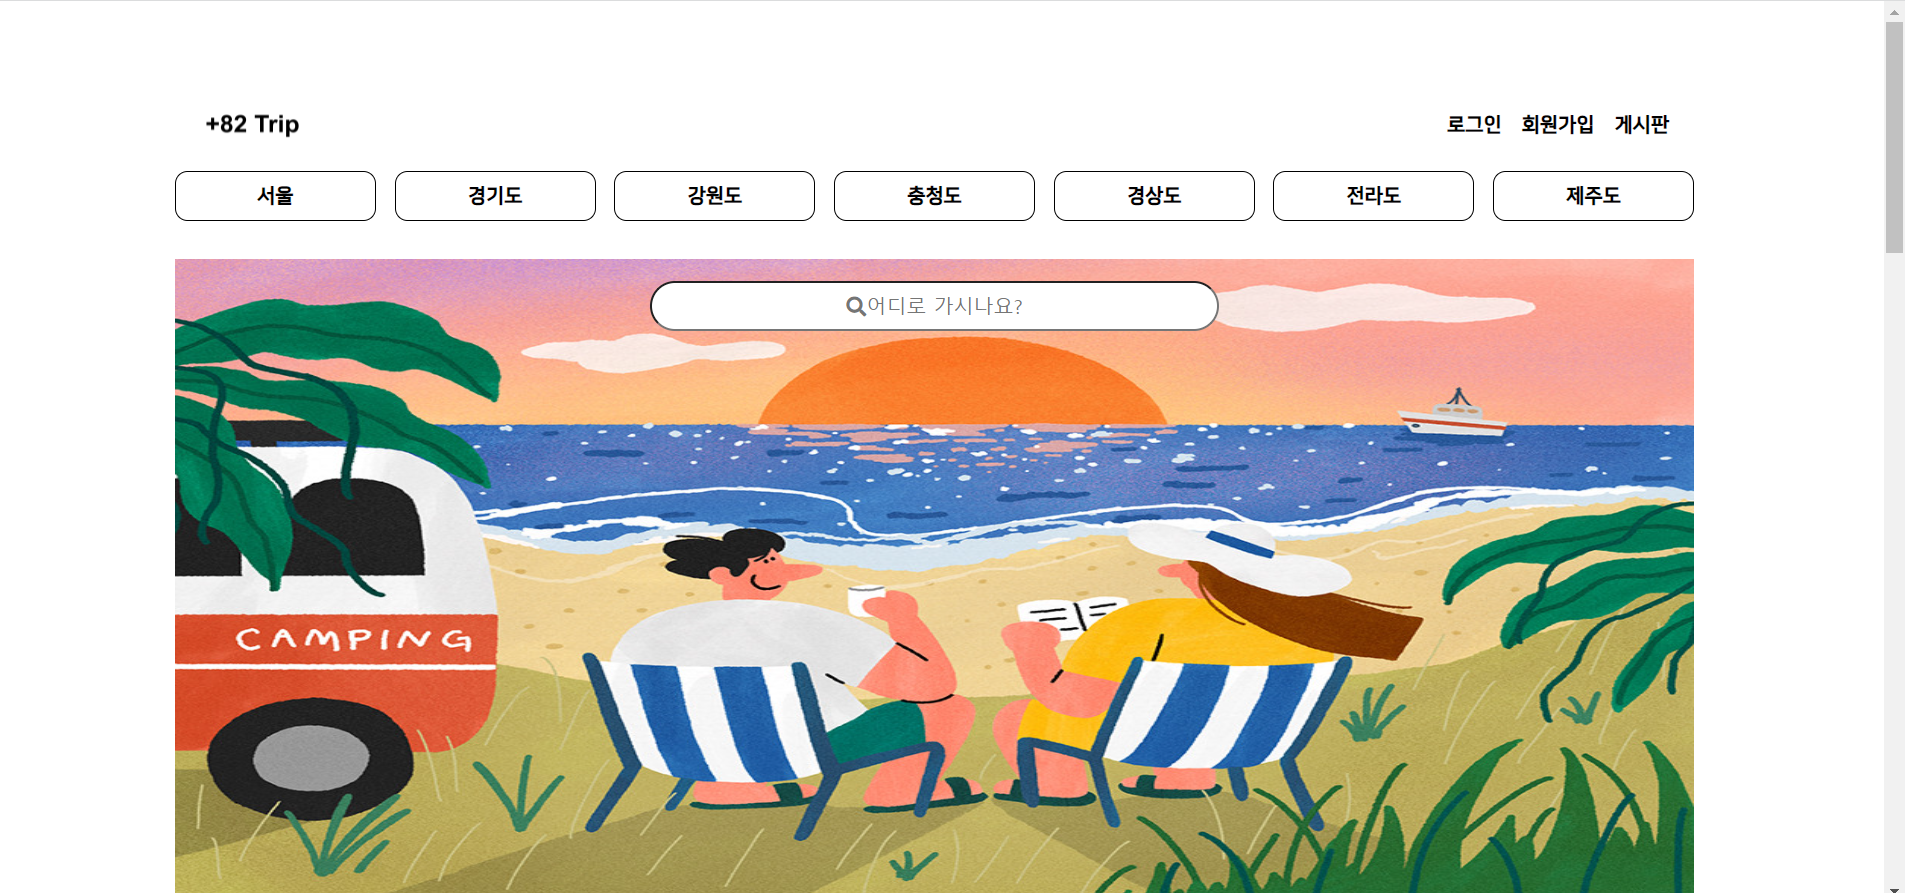 +82 Trip
로그인 회원가입 게시판
서울 경기도 강원도 충청도 경상도 전라도 제주도
어디로 가시나요?
CAMPING